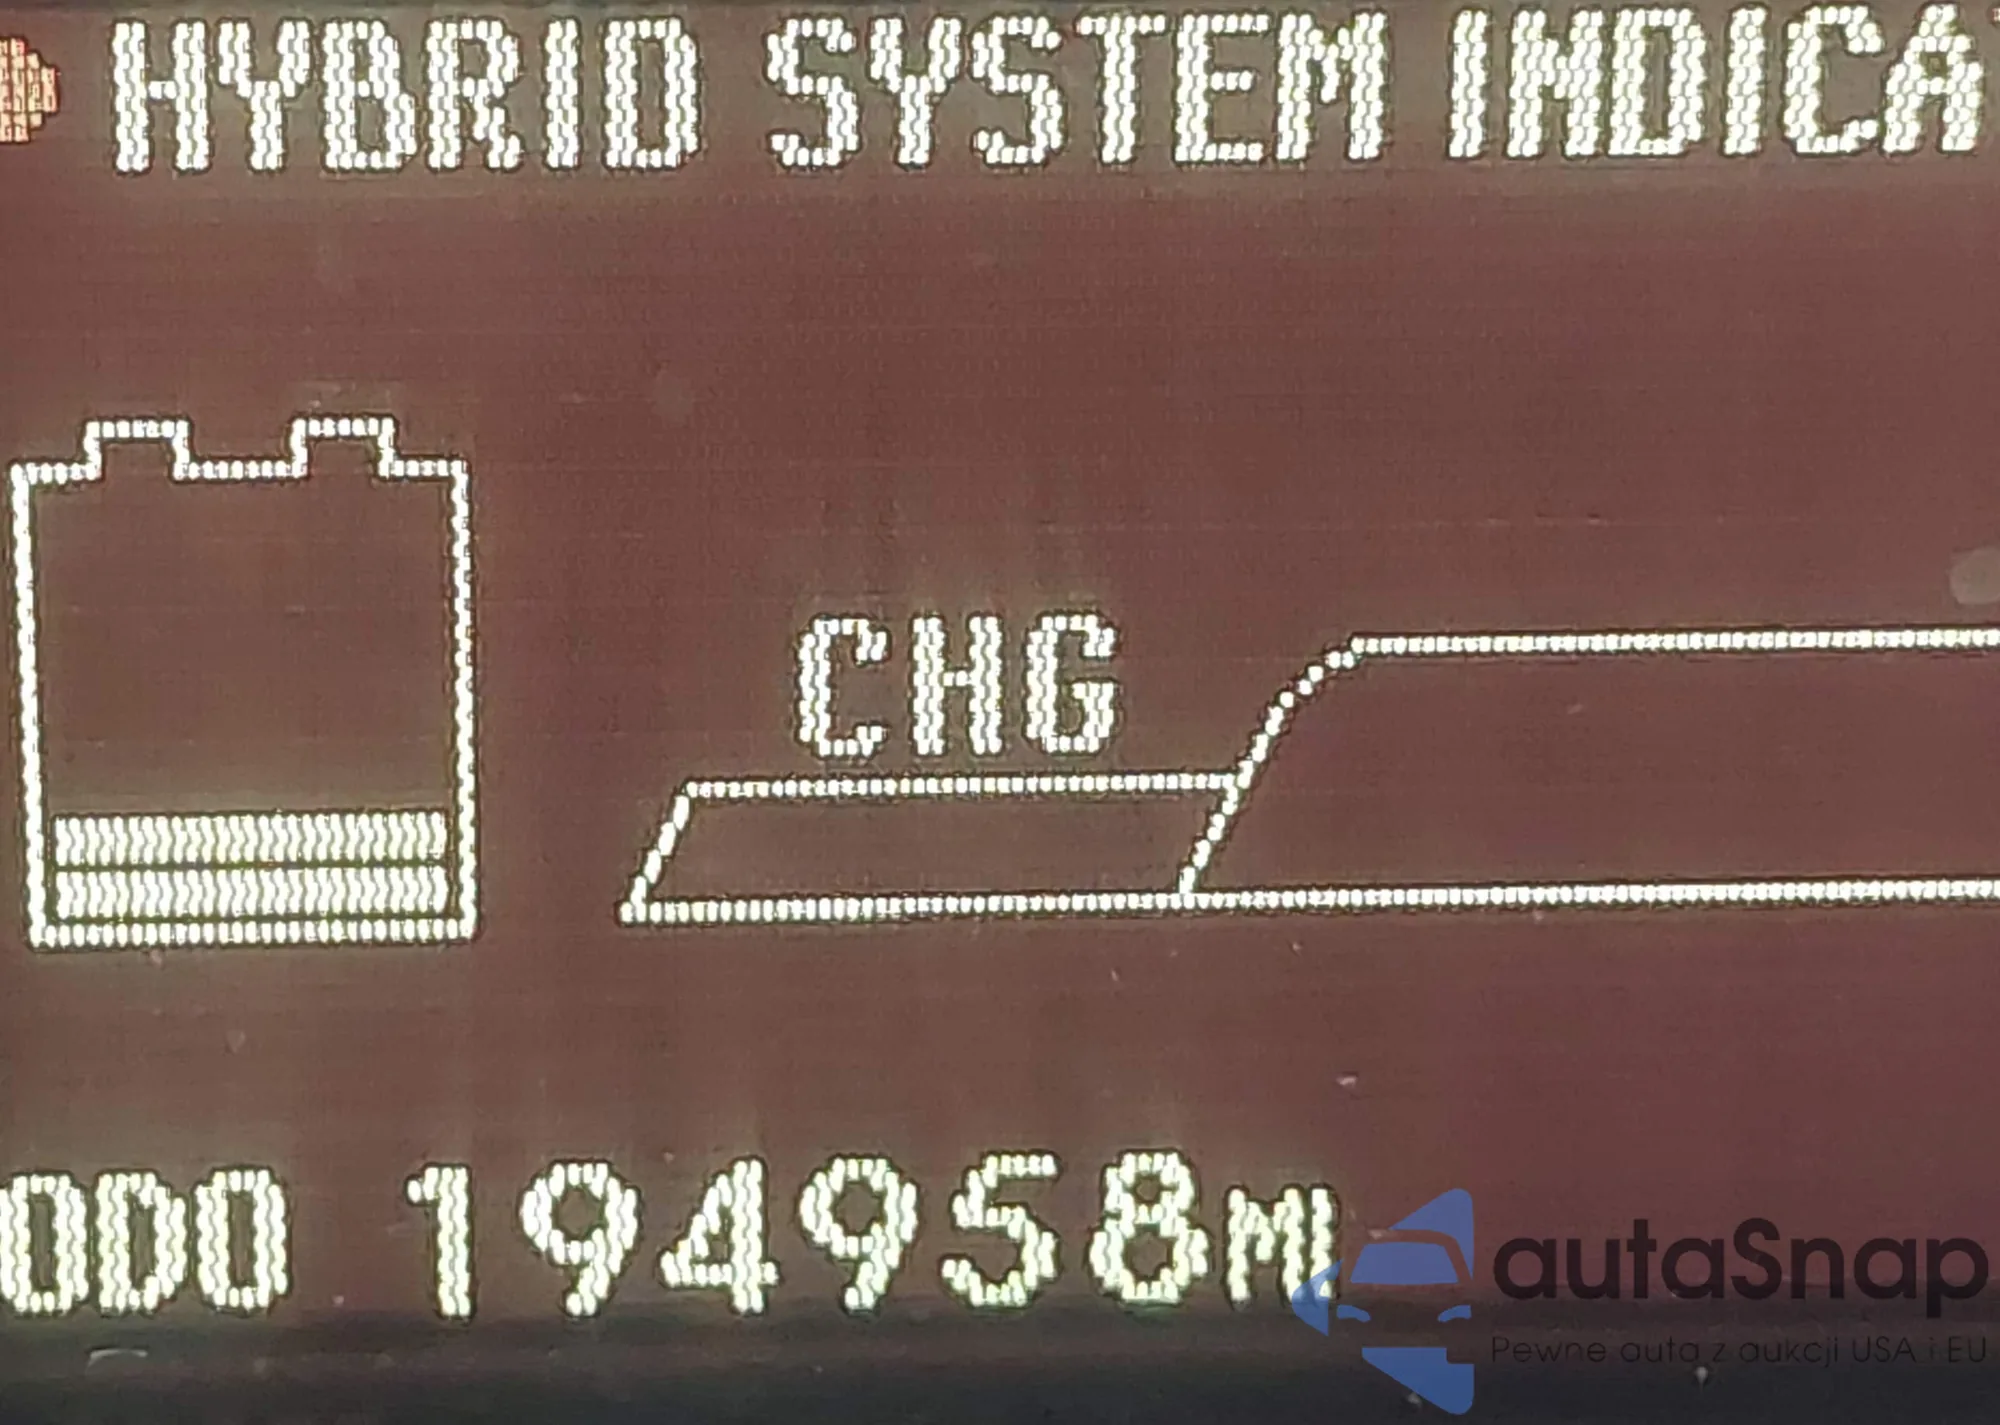 HYBRID SYSTEM INDICA
CHG
ODO 194958MI
autaSnap
Pewne auta z aukcji USA i EU